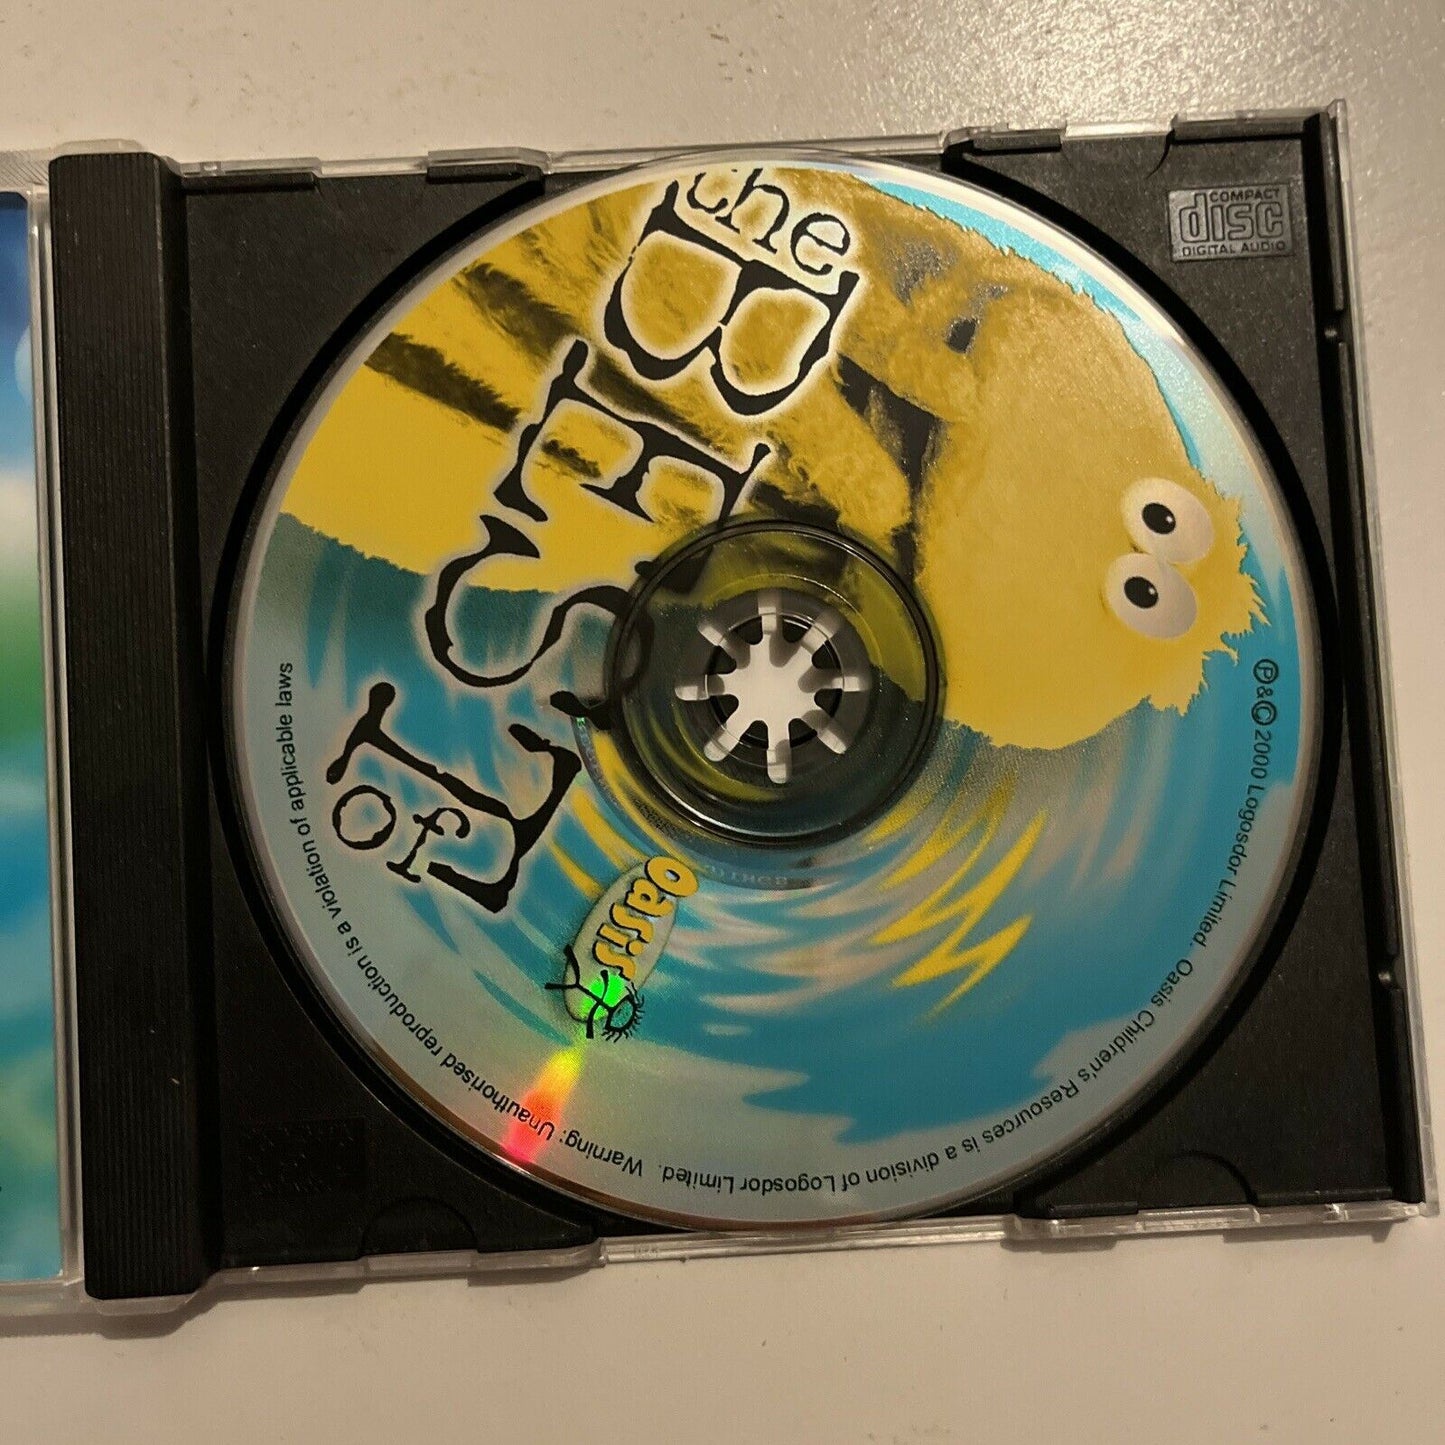 the
BEST
of
oasis
℗&© 2000 Logosdor Limited. Oasis Children's Resources is a division of Logosdor Limited. Warning: Unauthorised reproduction is a violation of applicable laws
COMPACT
disc
DIGITAL AUDIO